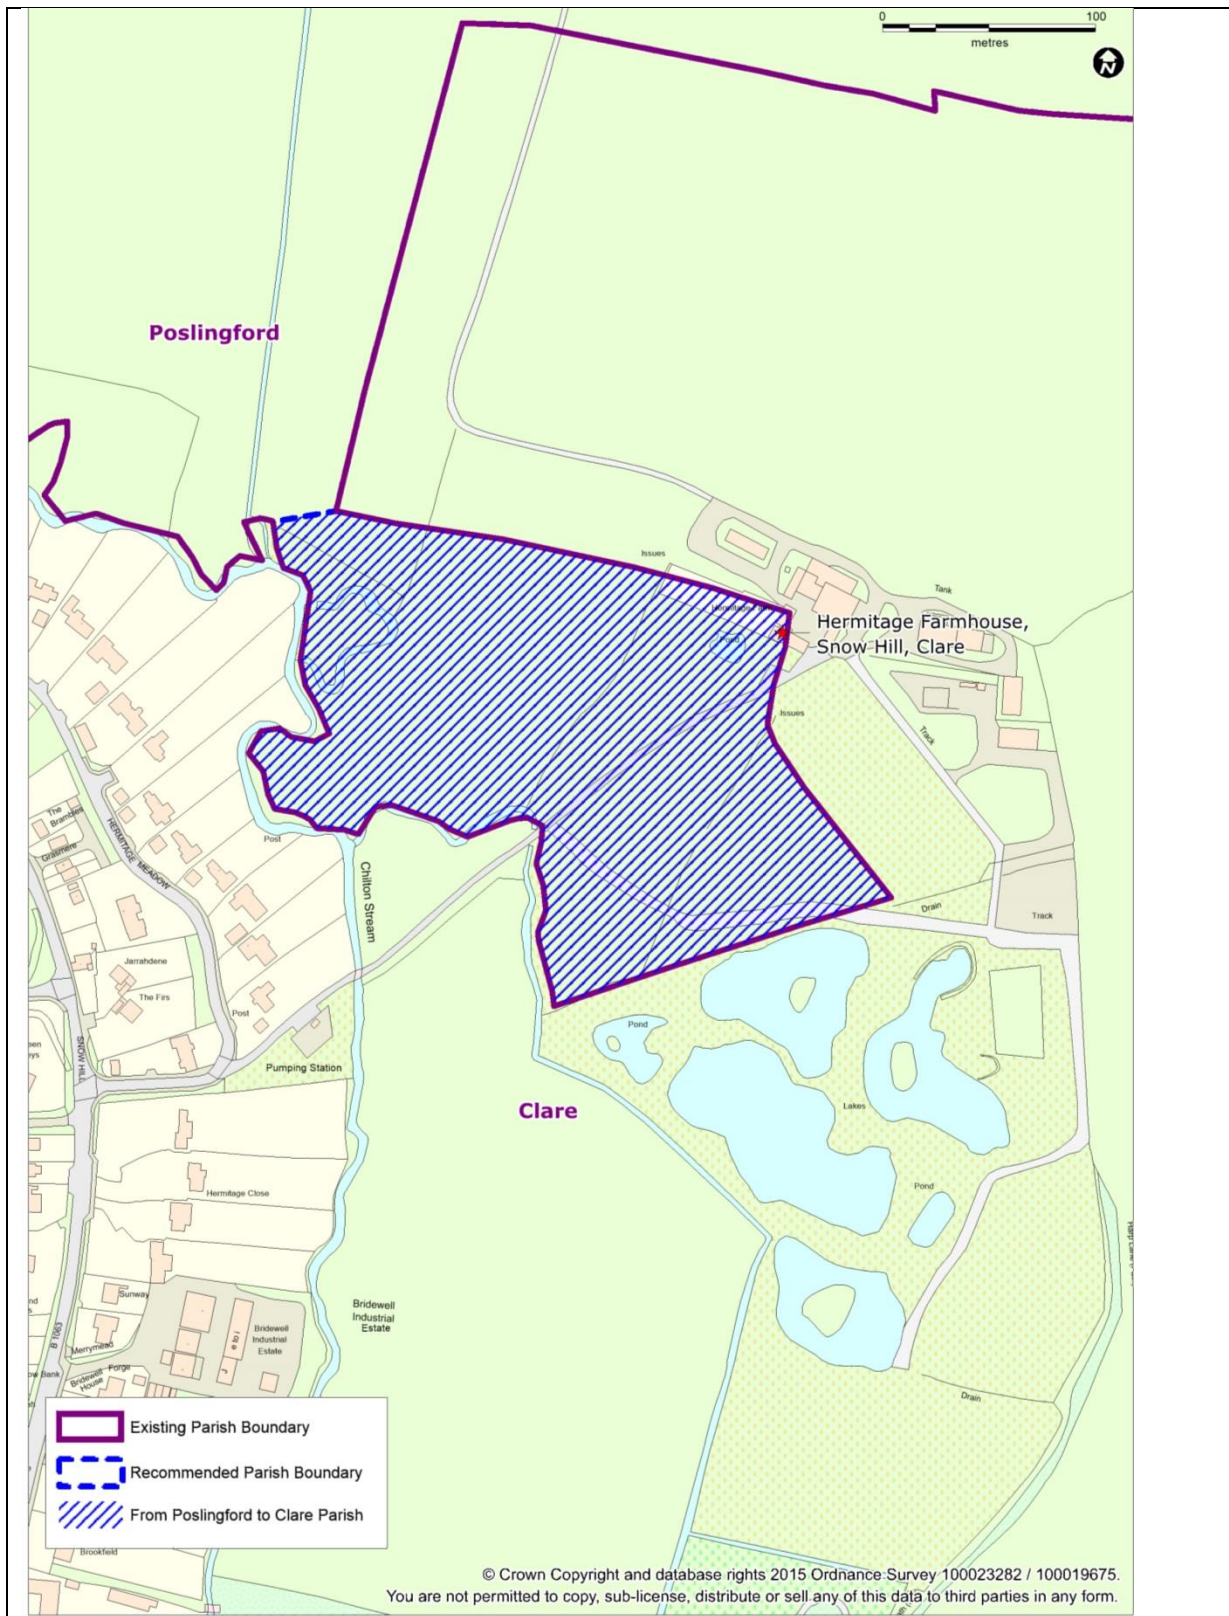 0 100
metres
N
Poslingford
Issues
Tank
Hermitage Farmhouse,
Snow Hill, Clare
Pond
Issues
Track
The
Brambles
Grasmere
HERMITAGE MEADOW
Post
Chilton Stream
Drain
Track
Jarrahdene
The Firs
Post
SNOW HILL
Pond
Pumping Station
Lakes
Clare
Pond
Hermitage Close
Sunway
Bridewell
Industrial
Estate
Bridewell
Industrial
Estate
B 1063
Merrymead
Bridewell Forge
House
Drain
Existing Parish Boundary
Recommended Parish Boundary
From Poslingford to Clare Parish
Brookfield
© Crown Copyright and database rights 2015 Ordnance Survey 100023282 / 100019675.
You are not permitted to copy, sub-license, distribute or sell any of this data to third parties in any form.